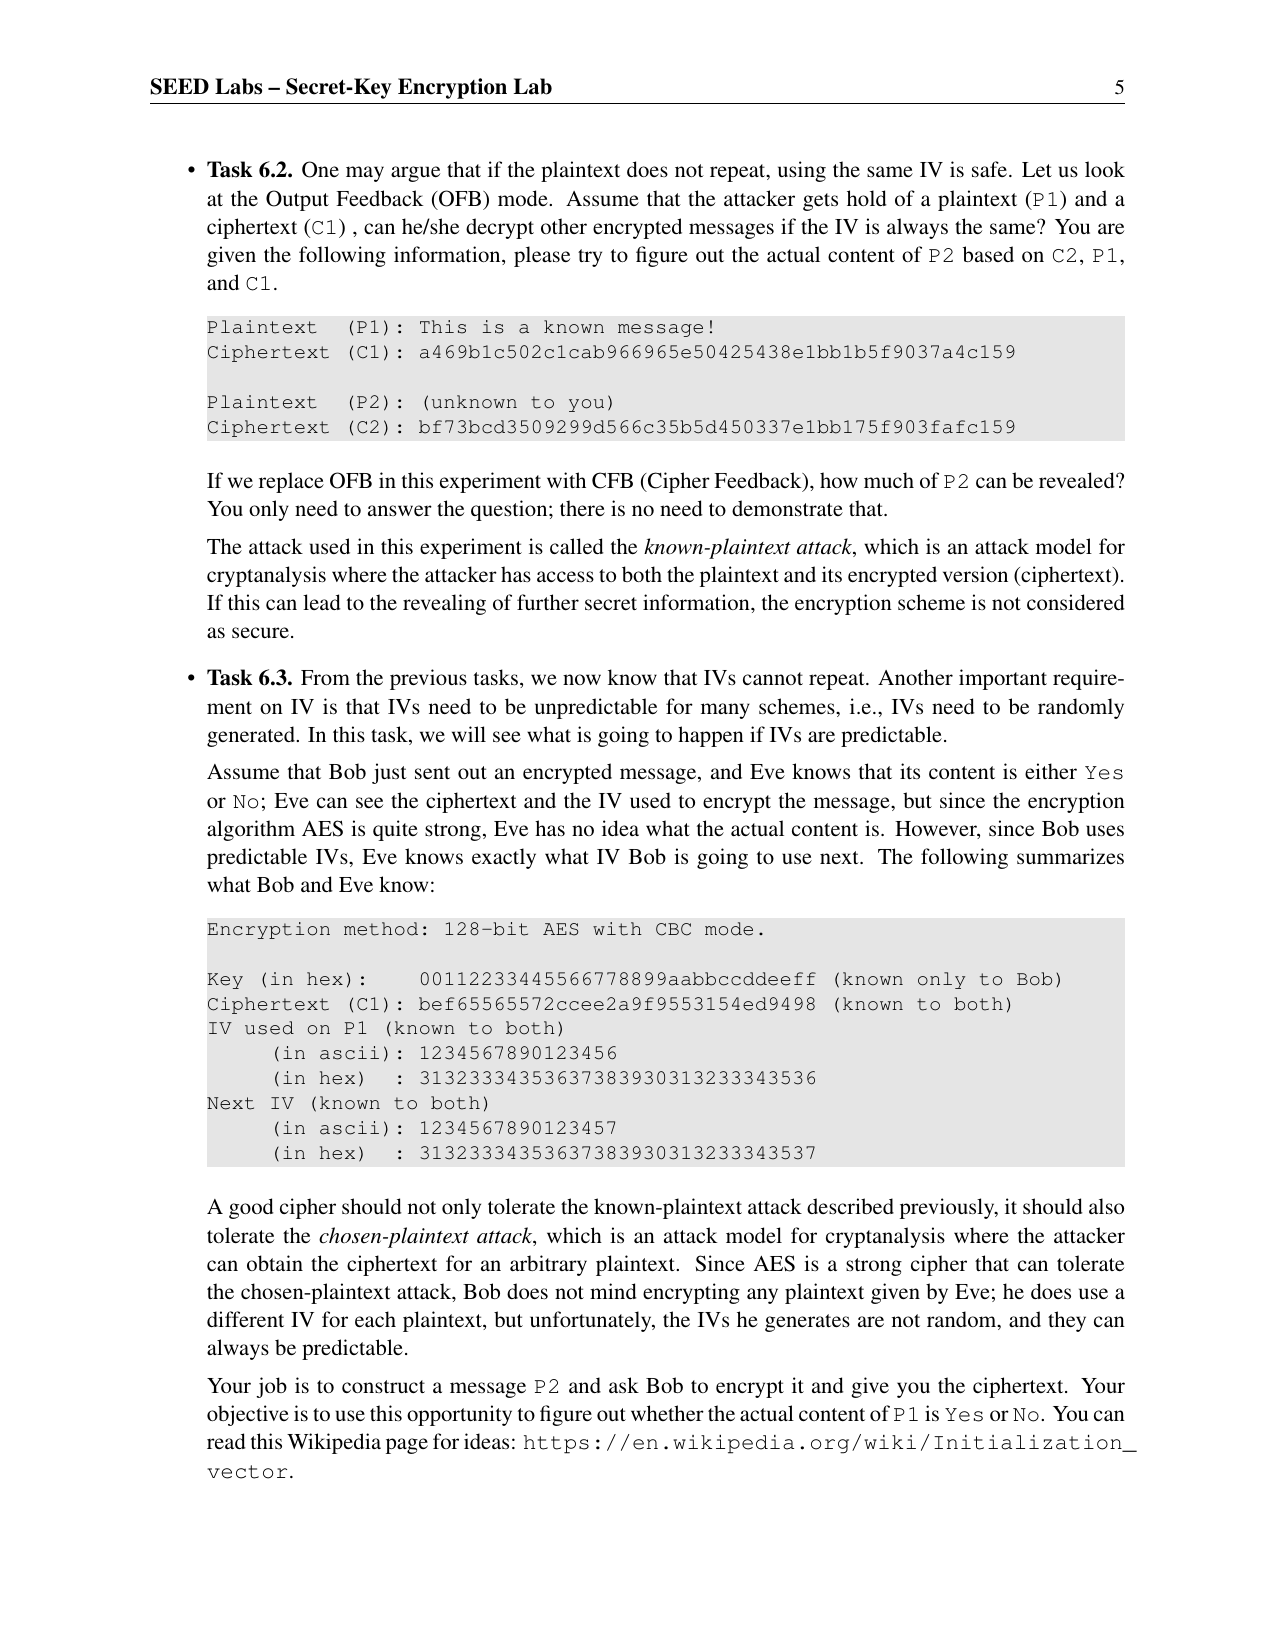 SEED Labs – Secret-Key Encryption Lab 5
• Task 6.2. One may argue that if the plaintext does not repeat, using the same IV is safe. Let us look
at the Output Feedback (OFB) mode. Assume that the attacker gets hold of a plaintext (P1) and a
ciphertext (C1) , can he/she decrypt other encrypted messages if the IV is always the same? You are
given the following information, please try to figure out the actual content of P2 based on C2, P1,
and C1.
Plaintext  (P1): This is a known message!
Ciphertext (C1): a469b1c502c1cab966965e50425438e1bb1b5f9037a4c159
Plaintext  (P2): (unknown to you)
Ciphertext (C2): bf73bcd3509299d566c35b5d450337e1bb175f903fafc159
If we replace OFB in this experiment with CFB (Cipher Feedback), how much of P2 can be revealed?
You only need to answer the question; there is no need to demonstrate that.
The attack used in this experiment is called the known-plaintext attack, which is an attack model for
cryptanalysis where the attacker has access to both the plaintext and its encrypted version (ciphertext).
If this can lead to the revealing of further secret information, the encryption scheme is not considered
as secure.
• Task 6.3. From the previous tasks, we now know that IVs cannot repeat. Another important require-
ment on IV is that IVs need to be unpredictable for many schemes, i.e., IVs need to be randomly
generated. In this task, we will see what is going to happen if IVs are predictable.
Assume that Bob just sent out an encrypted message, and Eve knows that its content is either Yes
or No; Eve can see the ciphertext and the IV used to encrypt the message, but since the encryption
algorithm AES is quite strong, Eve has no idea what the actual content is. However, since Bob uses
predictable IVs, Eve knows exactly what IV Bob is going to use next. The following summarizes
what Bob and Eve know:
Encryption method: 128-bit AES with CBC mode.
Key (in hex):    00112233445566778899aabbccddeeff (known only to Bob)
Ciphertext (C1): bef65565572ccee2a9f9553154ed9498 (known to both)
IV used on P1 (known to both)
(in ascii): 1234567890123456
(in hex)  : 31323334353637383930313233343536
Next IV (known to both)
(in ascii): 1234567890123457
(in hex)  : 31323334353637383930313233343537
A good cipher should not only tolerate the known-plaintext attack described previously, it should also
tolerate the chosen-plaintext attack, which is an attack model for cryptanalysis where the attacker
can obtain the ciphertext for an arbitrary plaintext. Since AES is a strong cipher that can tolerate
the chosen-plaintext attack, Bob does not mind encrypting any plaintext given by Eve; he does use a
different IV for each plaintext, but unfortunately, the IVs he generates are not random, and they can
always be predictable.
Your job is to construct a message P2 and ask Bob to encrypt it and give you the ciphertext. Your
objective is to use this opportunity to figure out whether the actual content of P1 is Yes or No. You can
read this Wikipedia page for ideas: https://en.wikipedia.org/wiki/Initialization_
vector.